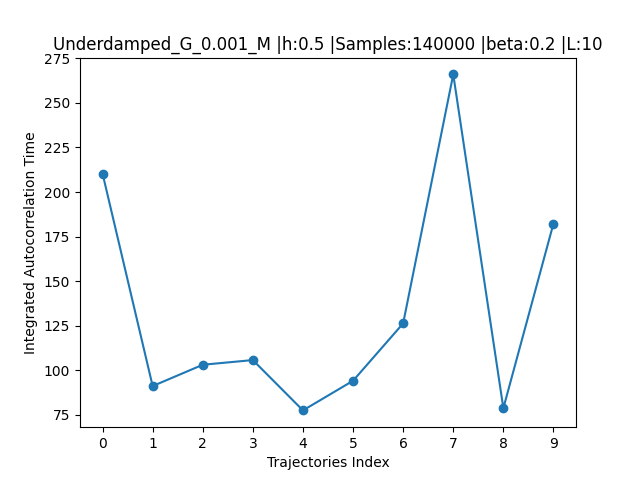 Underdamped_G_0.001_M |h:0.5 |Samples:140000 |beta:0.2 |L:10
275
250
225
200
175
150
125
100
75
Integrated Autocorrelation Time
0 1 2 3 4 5 6 7 8 9
Trajectories Index